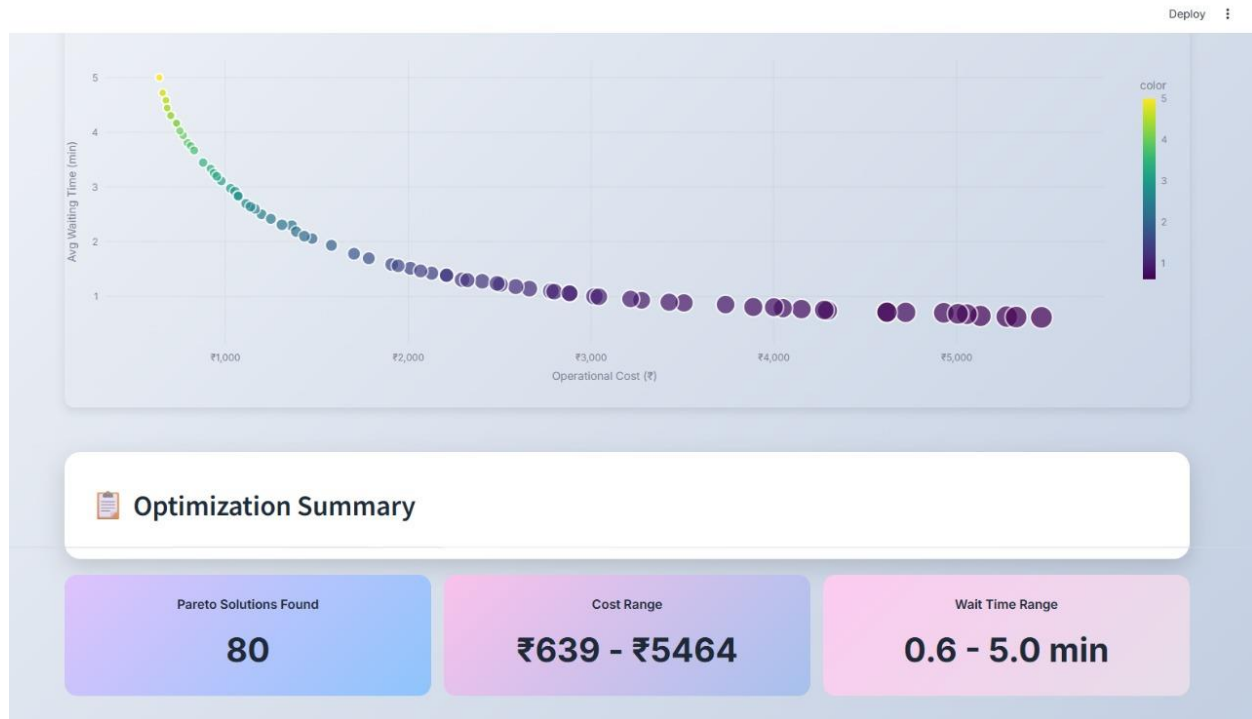 Deploy
color
5
4
3
2
1
5
4
3
2
1
Avg Waiting Time (min)
₹1,000 ₹2,000 ₹3,000 ₹4,000 ₹5,000
Operational Cost (₹)
Optimization Summary
Pareto Solutions Found
80
Cost Range
₹639 - ₹5464
Wait Time Range
0.6 - 5.0 min